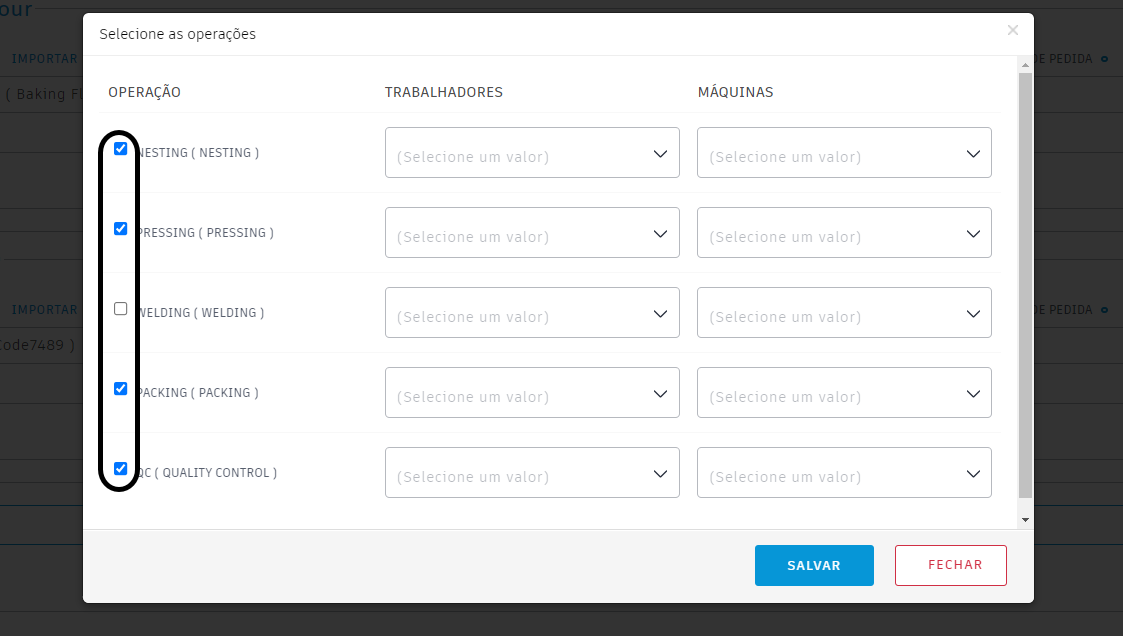 our
Selecione as operações
IMPORTAR
DE PEDIDA
( Baking Fl
OPERAÇÃO TRABALHADORES MÁQUINAS
NESTING ( NESTING ) (Selecione um valor) (Selecione um valor)
PRESSING ( PRESSING ) (Selecione um valor) (Selecione um valor)
IMPORTAR
WELDING ( WELDING ) (Selecione um valor) (Selecione um valor)
DE PEDIDA
Code7489 )
PACKING ( PACKING ) (Selecione um valor) (Selecione um valor)
QC ( QUALITY CONTROL ) (Selecione um valor) (Selecione um valor)
SALVAR FECHAR